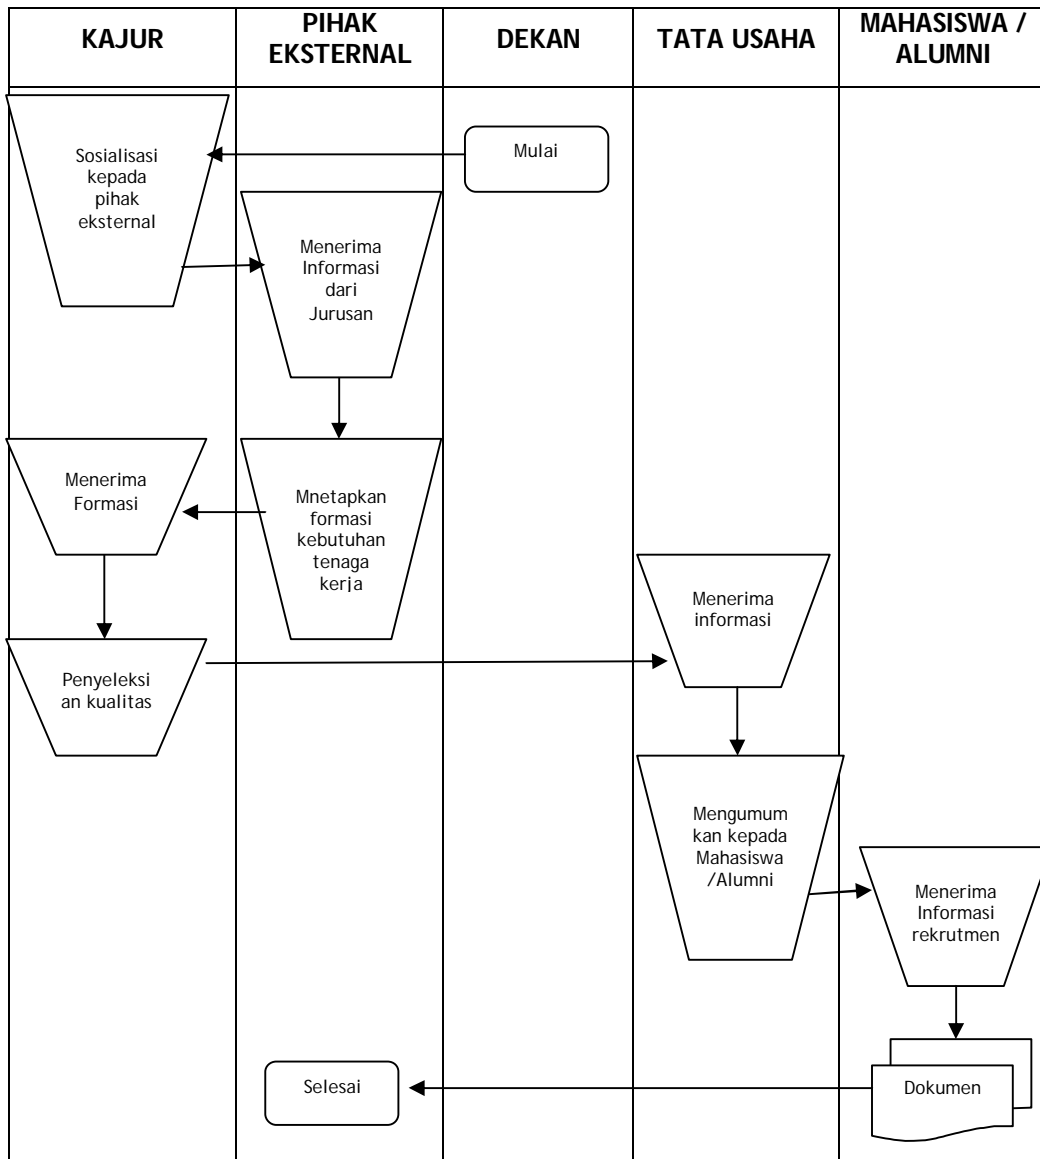 KAJUR
PIHAK
EKSTERNAL
DEKAN
TATA USAHA
MAHASISWA /
ALUMNI
Mulai
Sosialisasi
kepada
pihak
eksternal
Menerima
Informasi
dari
Jurusan
Menerima
Formasi
Mnetapkan
formasi
kebutuhan
tenaga
kerja
Penyeleksi
an kualitas
Menerima
informasi
Mengumum
kan kepada
Mahasiswa
/Alumni
Menerima
Informasi
rekrutmen
Dokumen
Selesai